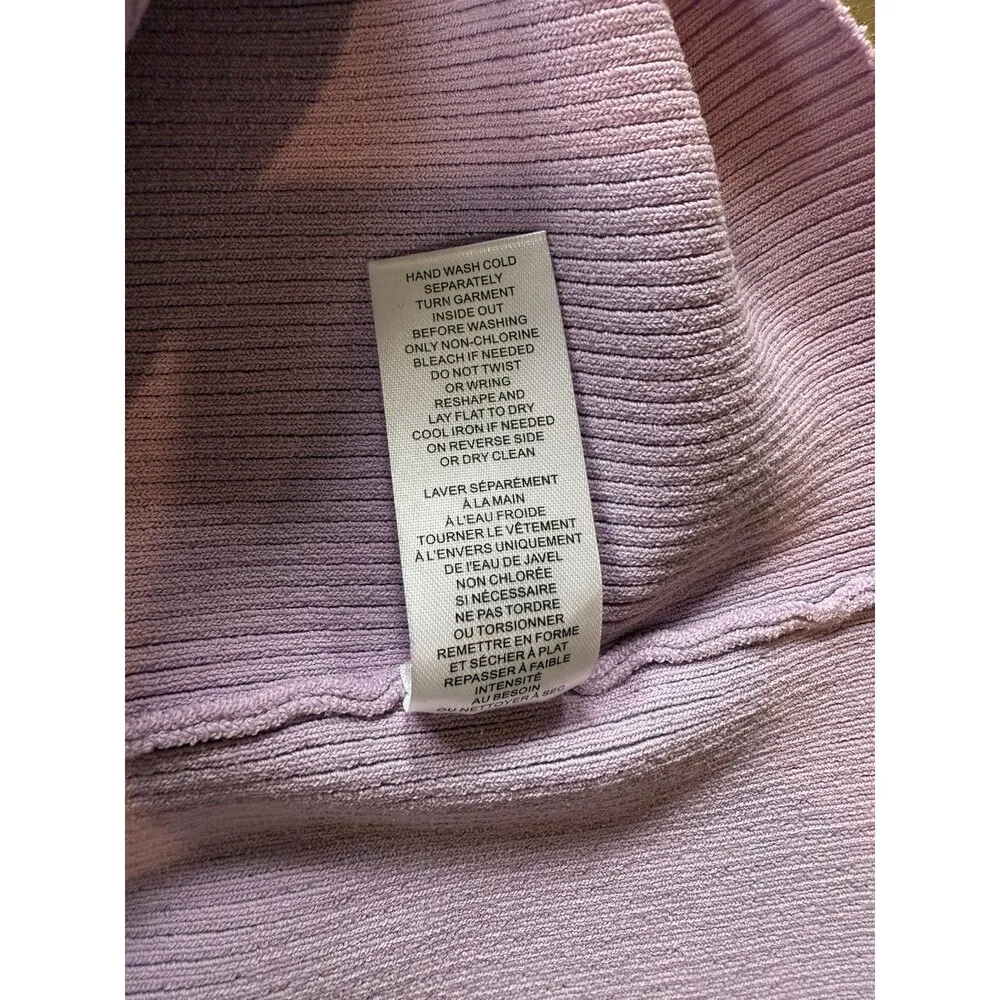 HAND WASH COLD
SEPARATELY
TURN GARMENT
INSIDE OUT
BEFORE WASHING
ONLY NON-CHLORINE
BLEACH IF NEEDED
DO NOT TWIST
OR WRING
RESHAPE AND
LAY FLAT TO DRY
COOL IRON IF NEEDED
ON REVERSE SIDE
OR DRY CLEAN
LAVER SÉPARÉMENT
À LA MAIN
À L'EAU FROIDE
TOURNER LE VÊTEMENT
À L'ENVERS UNIQUEMENT
DE l'EAU DE JAVEL
NON CHLORÉE
SI NÉCESSAIRE
NE PAS TORDRE
OU TORSIONNER
REMETTRE EN FORME
ET SÉCHER À PLAT
REPASSER À FAIBLE
INTENSITÉ
AU BESOIN
OU NETTOYER À SEC